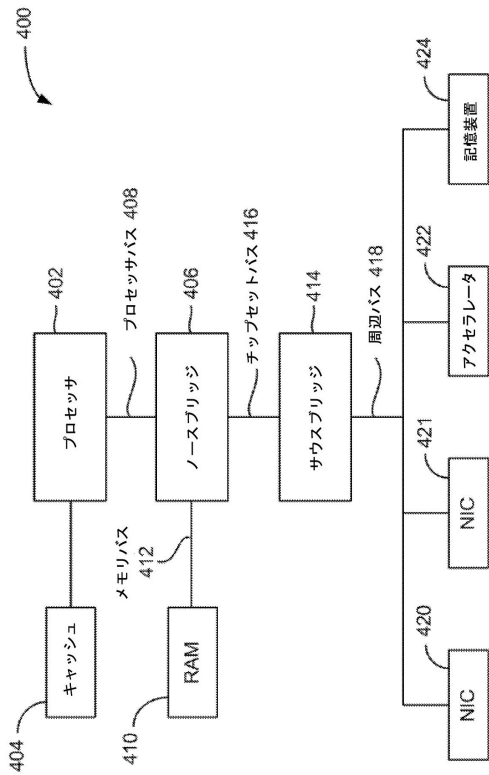 400
402
プロセッサ
404
キャッシュ
プロセッサバス 408
406
ノースブリッジ
メモリバス
412
410
RAM
チップセットバス 416
414
サウスブリッジ
周辺バス 418
420
NIC
421
NIC
422
アクセラレータ
424
記憶装置